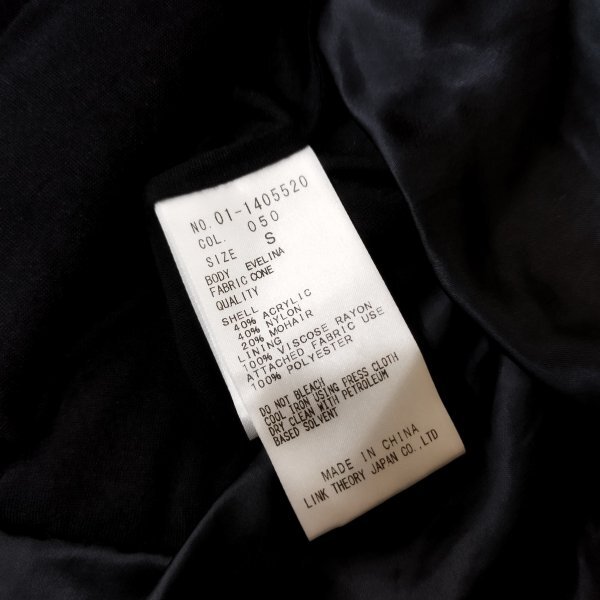 NO. 01-1405520
COL. 050
SIZE S
BODY EVELINA
FABRIC CONE
QUALITY
SHELL
40% ACRYLIC
40% NYLON
20% MOHAIR
LINING
100% VISCOSE RAYON
ATTACHED FABRIC USE
100% POLYESTER
DO NOT BLEACH
COOL IRON USING PRESS CLOTH
DRY CLEAN WITH PETROLEUM
BASED SOLVENT
MADE IN CHINA
LINK THEORY JAPAN CO.,LTD